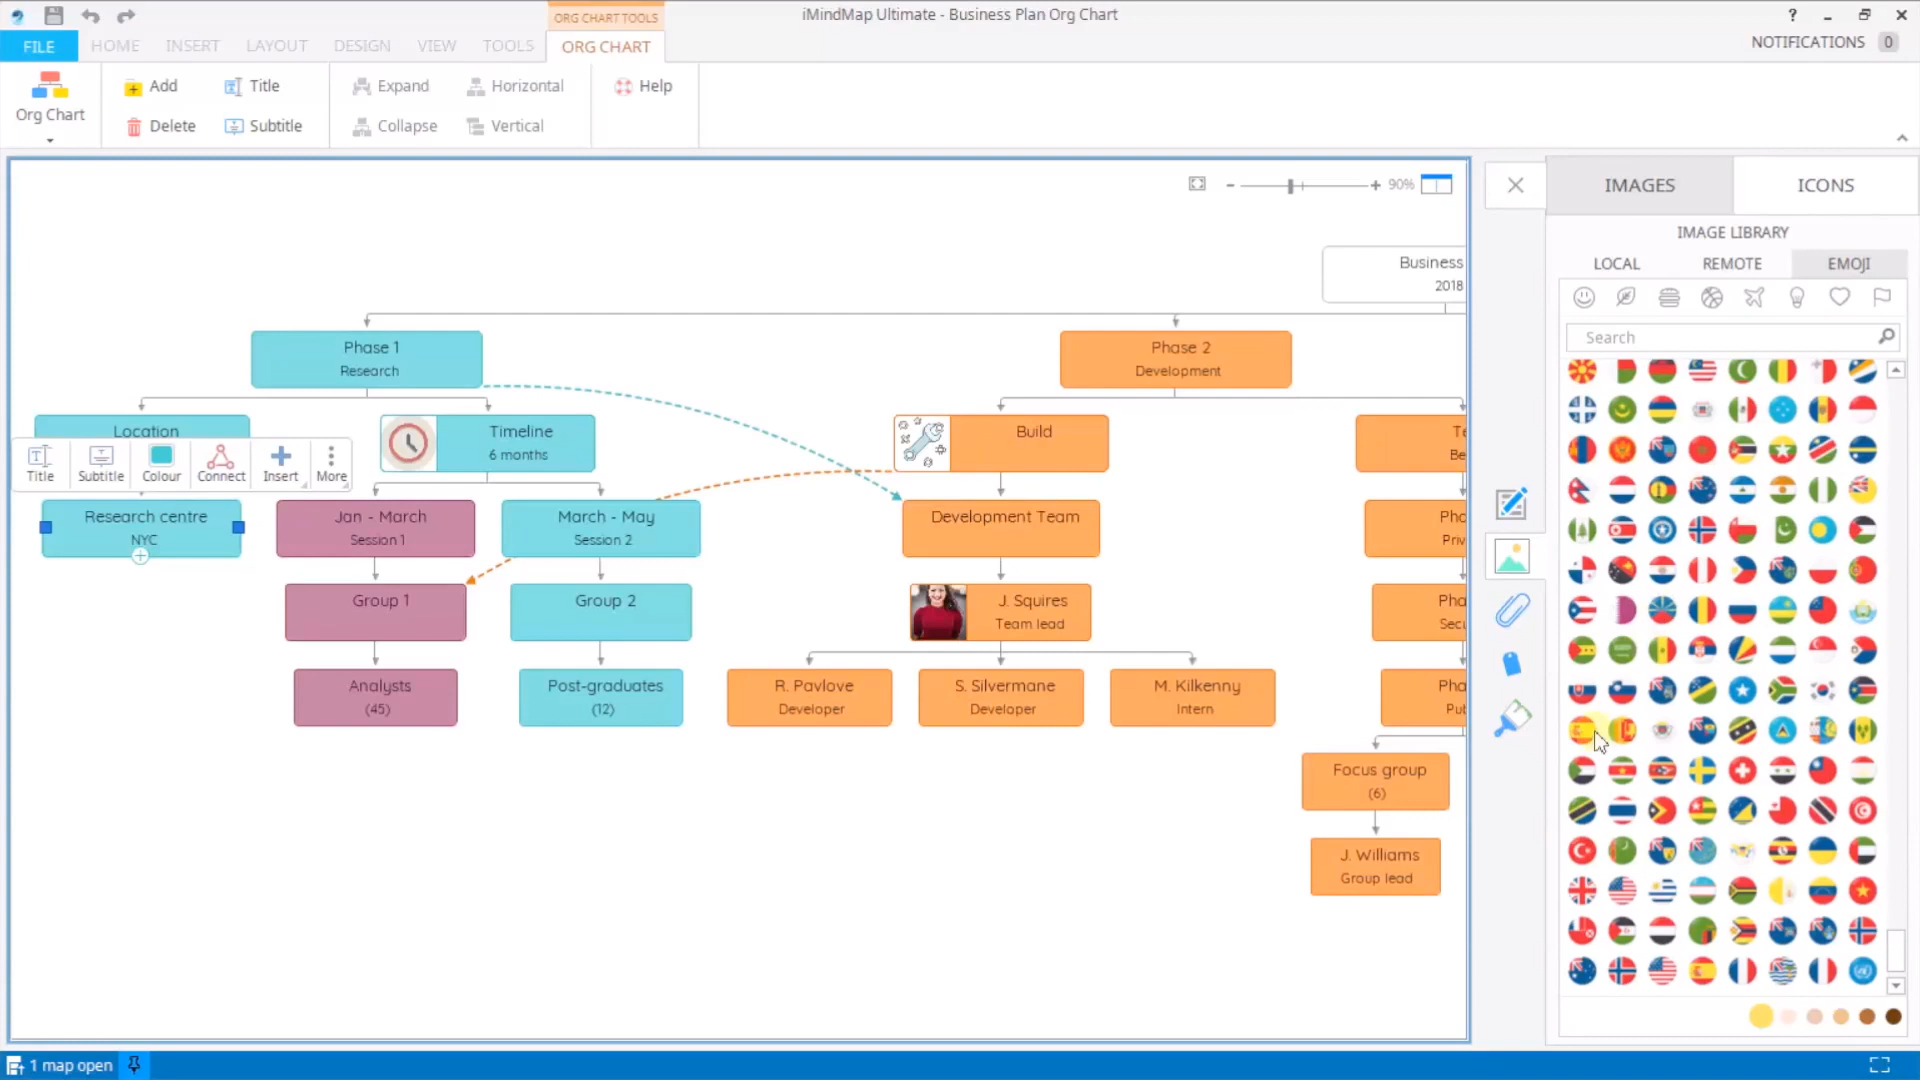 ORG CHART TOOLS
iMindMap Ultimate - Business Plan Org Chart
?
FILE
HOME
INSERT
LAYOUT
DESIGN
VIEW
TOOLS
ORG CHART
NOTIFICATIONS 0
Org Chart
Add
Delete
Title
Subtitle
Expand
Collapse
Horizontal
Vertical
Help
90%
Business
2018
Phase 1
Research
Phase 2
Development
Location
Timeline
6 months
Build
Title
Subtitle
Colour
Connect
Insert
More
Research centre
NYC
Jan - March
Session 1
March - May
Session 2
Development Team
Group 1
Group 2
J. Squires
Team lead
Analysts
(45)
Post-graduates
(12)
R. Pavlove
Developer
S. Silvermane
Developer
M. Kilkenny
Intern
Focus group
(6)
J. Williams
Group lead
IMAGES
ICONS
IMAGE LIBRARY
LOCAL
REMOTE
EMOJI
Search
1 map open